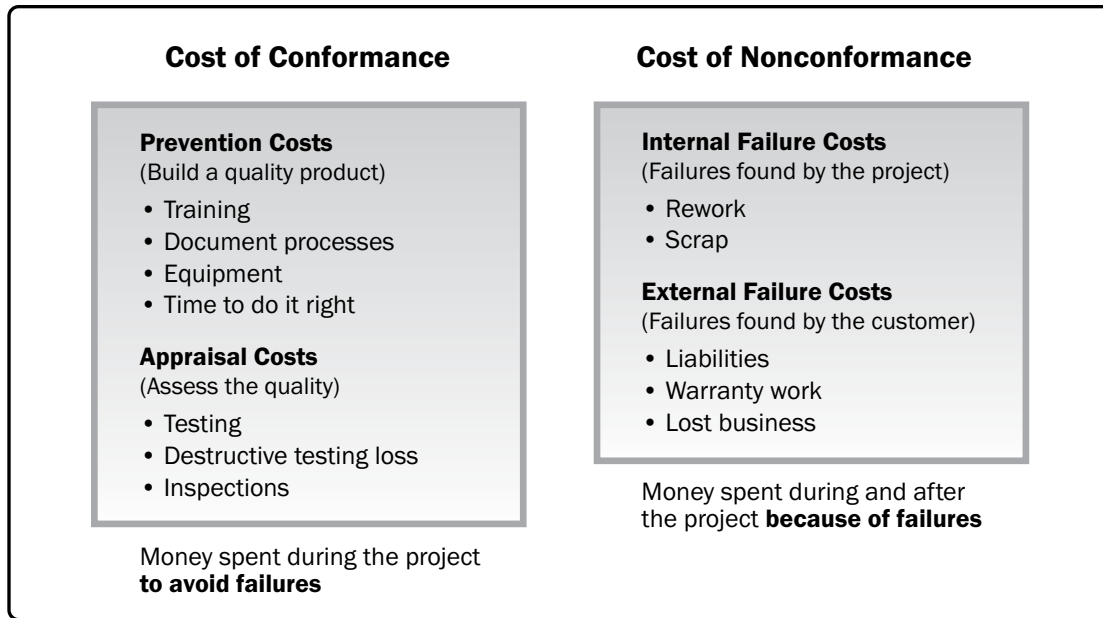 Cost of Conformance
Prevention Costs
(Build a quality product)
• Training
• Document processes
• Equipment
• Time to do it right
Appraisal Costs
(Assess the quality)
• Testing
• Destructive testing loss
• Inspections
Money spent during the project
to avoid failures
Cost of Nonconformance
Internal Failure Costs
(Failures found by the project)
• Rework
• Scrap
External Failure Costs
(Failures found by the customer)
• Liabilities
• Warranty work
• Lost business
Money spent during and after
the project because of failures